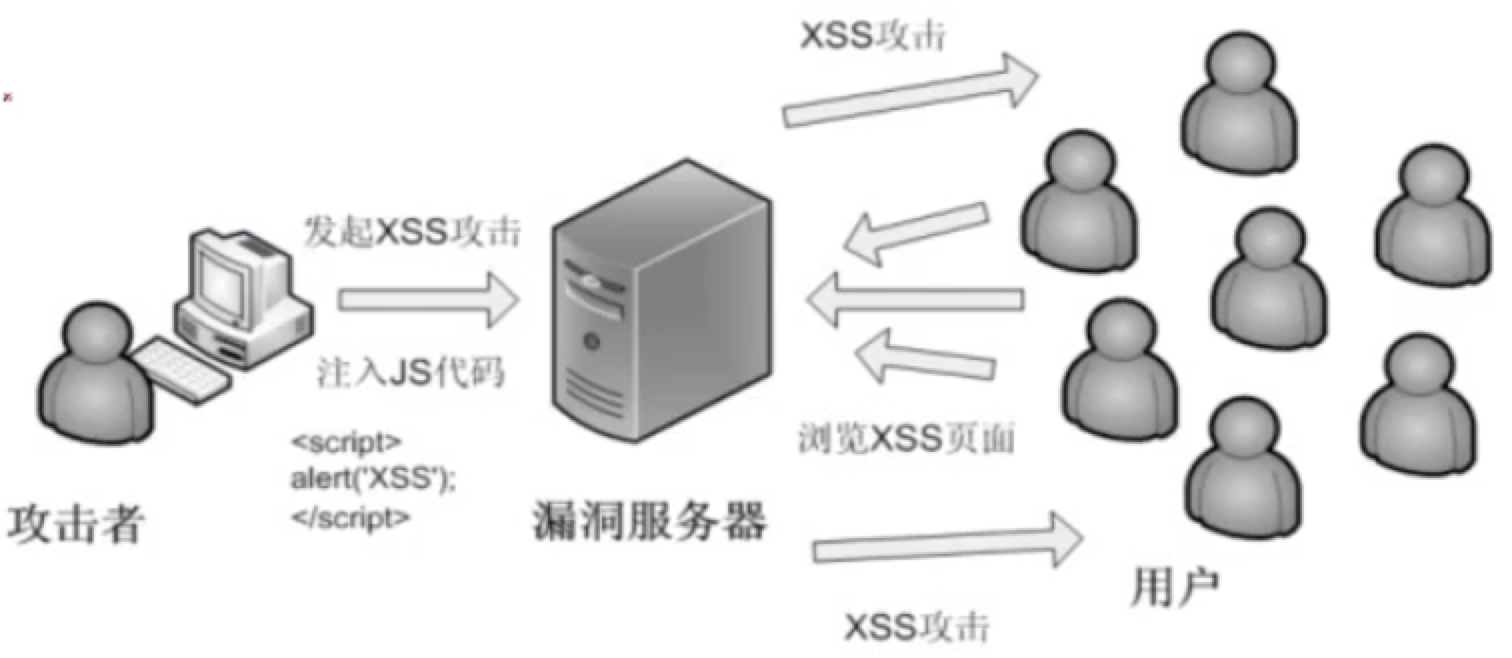 XSS攻击
发起XSS攻击
注入JS代码
<script>
alert('XSS');
</script>
攻击者
漏洞服务器
浏览XSS页面
用户
XSS攻击